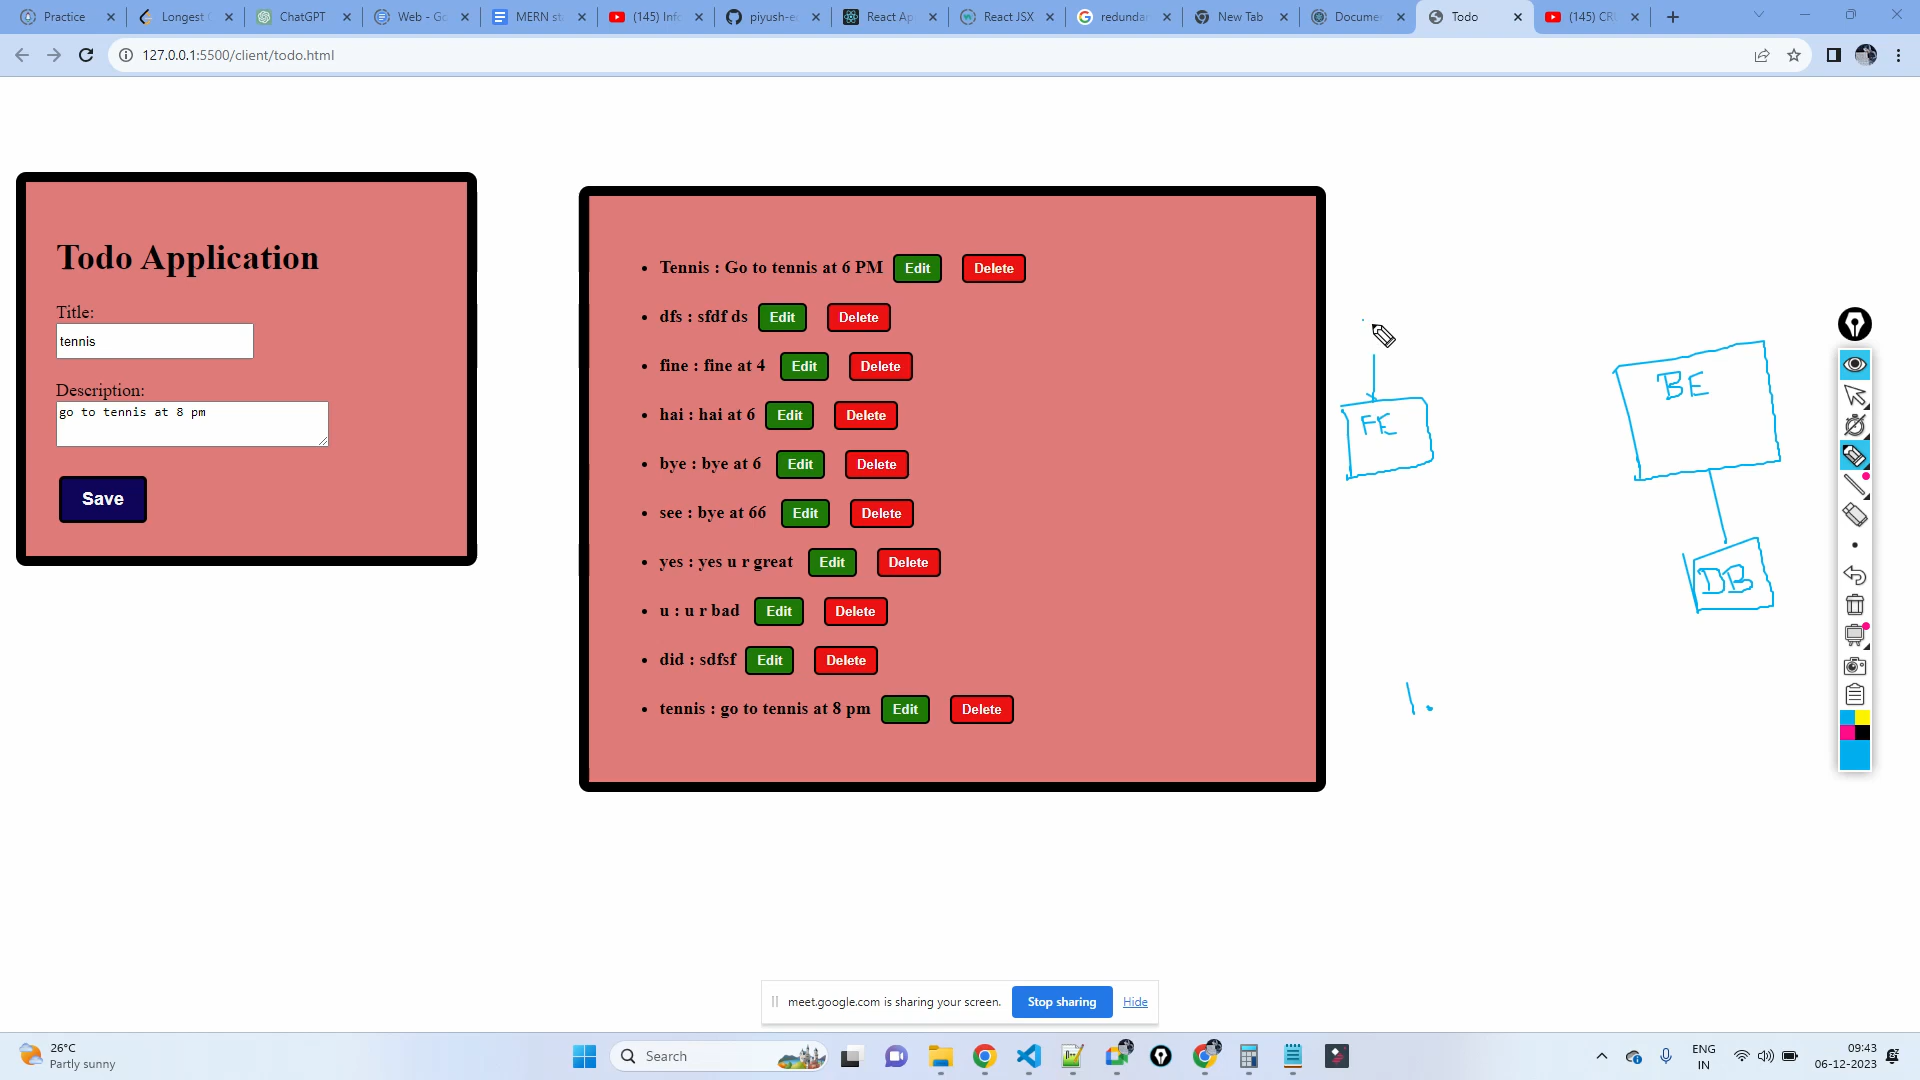 Practice
Longest
ChatGPT
Web - Go
MERN st
(145) Inf
piyush-e
React Ap
React JSX
redunda
New Tab
Docume
Todo
(145) CR
127.0.0.1:5500/client/todo.html
Todo Application
Title:
tennis
Description:
go to tennis at 8 pm
Save
Tennis : Go to tennis at 6 PM Edit Delete
dfs : sfdf ds Edit Delete
fine : fine at 4 Edit Delete
hai : hai at 6 Edit Delete
bye : bye at 6 Edit Delete
see : bye at 66 Edit Delete
yes : yes u r great Edit Delete
u : u r bad Edit Delete
did : sdfsf Edit Delete
tennis : go to tennis at 8 pm Edit Delete
FE
BE
DB
1.
meet.google.com is sharing your screen. Stop sharing Hide
26°C
Partly sunny
Search
ENG
IN
09:43
06-12-2023